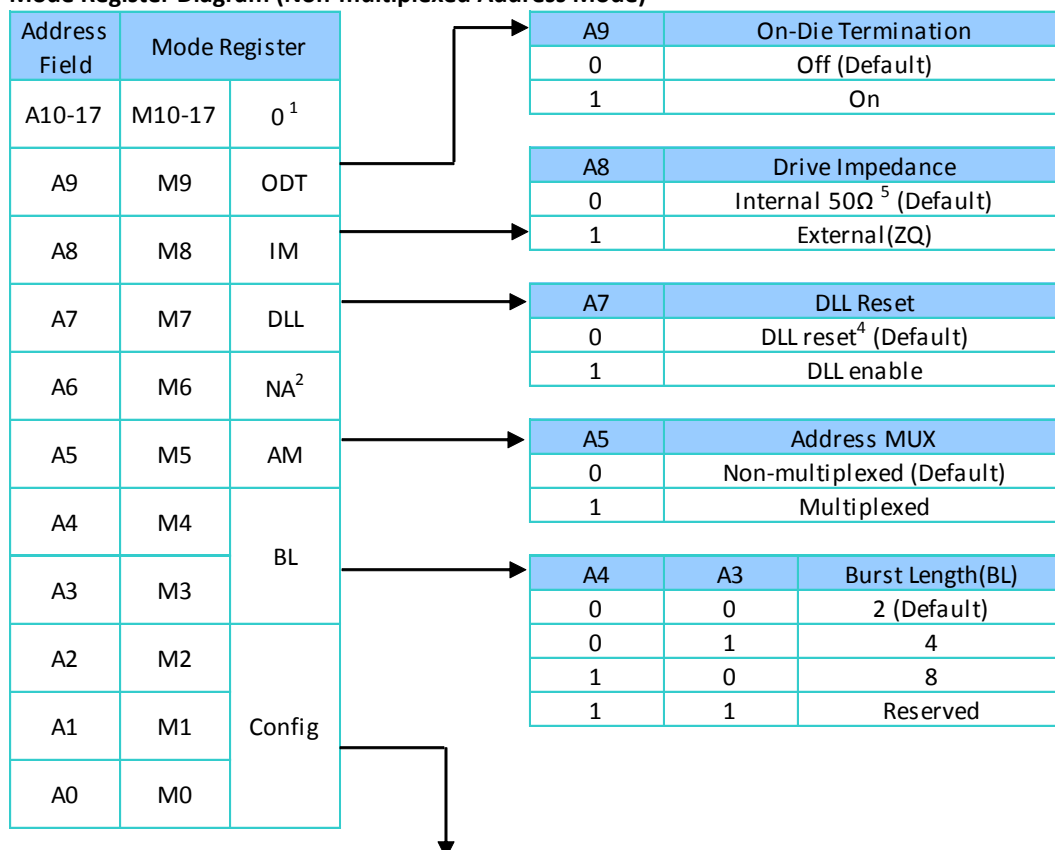 Mode Register Diagram (Non-multiplexed Address Mode)
Address Field Mode Register
A10-17 M10-17 0¹
A9 M9 ODT
A8 M8 IM
A7 M7 DLL
A6 M6 NA²
A5 M5 AM
A4 M4 BL
A3 M3
A2 M2 Config
A1 M1
A0 M0
A9 On-Die Termination
0 Off (Default)
1 On
A8 Drive Impedance
0 Internal 50Ω ⁵ (Default)
1 External(ZQ)
A7 DLL Reset
0 DLL reset⁴ (Default)
1 DLL enable
A5 Address MUX
0 Non-multiplexed (Default)
1 Multiplexed
A4 A3 Burst Length(BL)
0 0 2 (Default)
0 1 4
1 0 8
1 1 Reserved